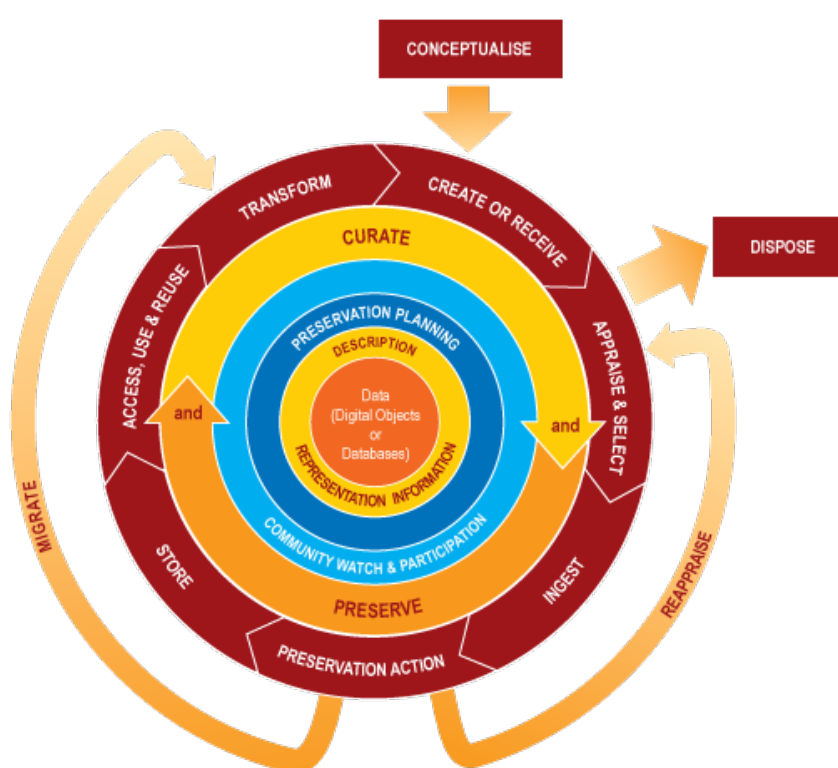 CONCEPTUALISE
TRANSFORM
CREATE OR RECEIVE
DISPOSE
CURATE
ACCESS, USE & REUSE
APPRAISE & SELECT
PRESERVATION PLANNING
DESCRIPTION
Data
(Digital Objects
or
Databases)
and
and
REPRESENTATION INFORMATION
COMMUNITY WATCH & PARTICIPATION
MIGRATE
STORE
INGEST
REAPPRAISE
PRESERVE
PRESERVATION ACTION